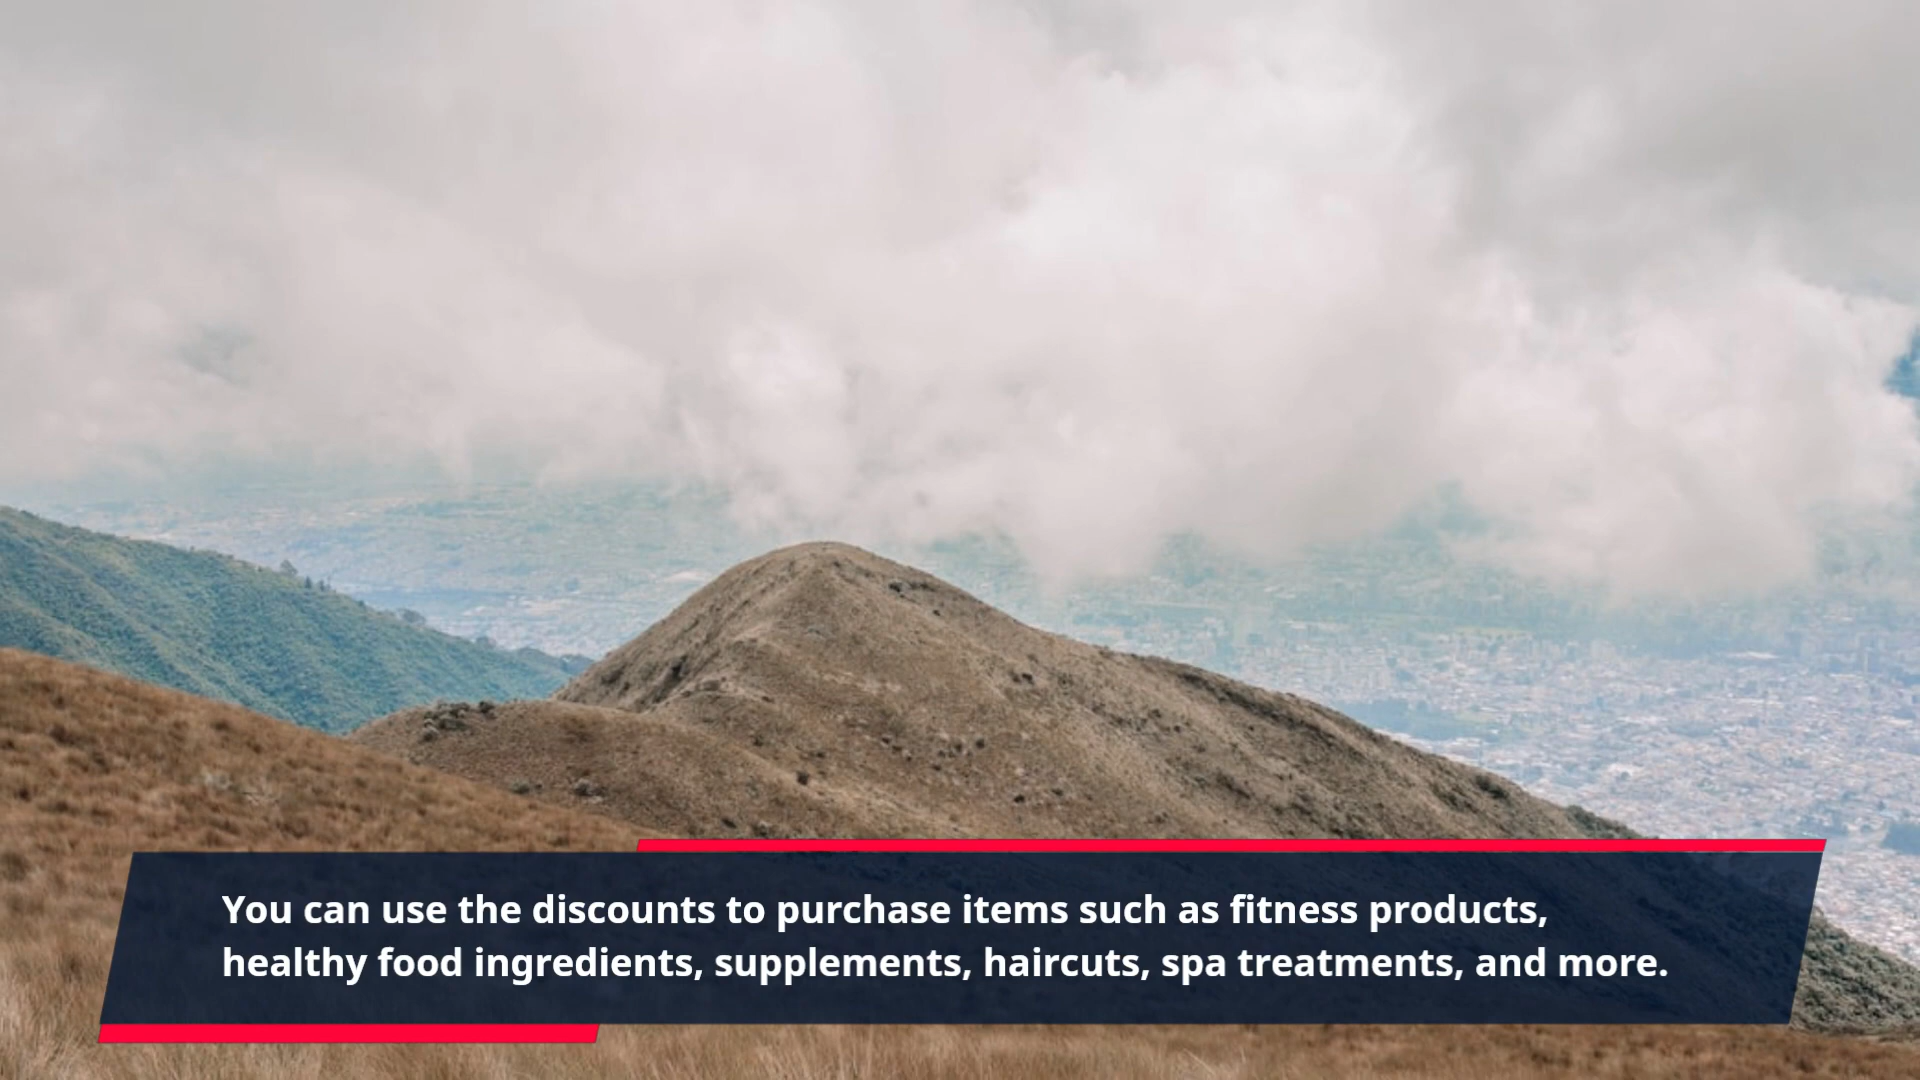 You can use the discounts to purchase items such as fitness products,
healthy food ingredients, supplements, haircuts, spa treatments, and more.